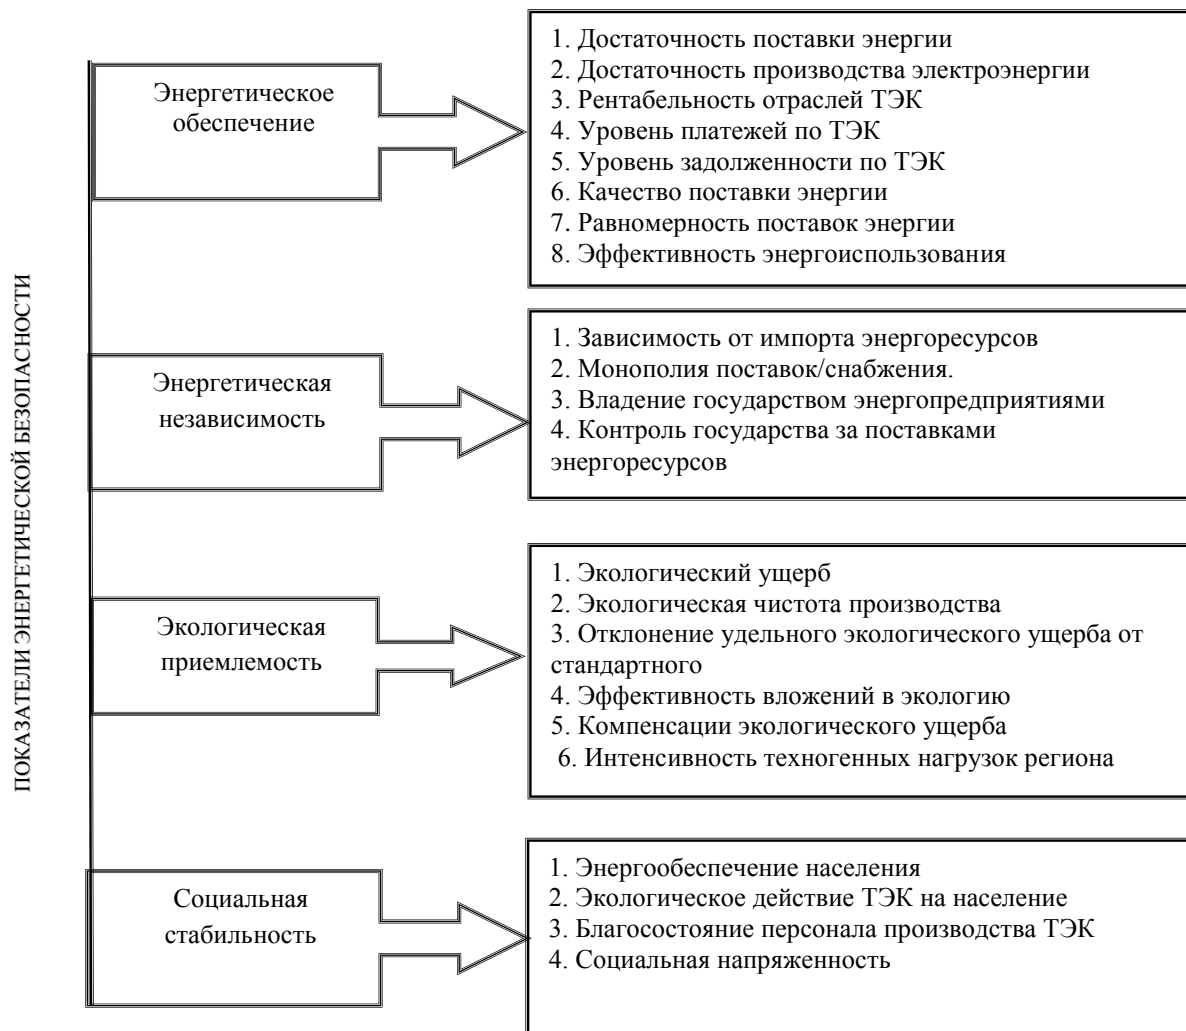 ПОКАЗАТЕЛИ ЭНЕРГЕТИЧЕСКОЙ БЕЗОПАСНОСТИ
Энергетическое
обеспечение
1. Достаточность поставки энергии
2. Достаточность производства электроэнергии
3. Рентабельность отраслей ТЭК
4. Уровень платежей по ТЭК
5. Уровень задолженности по ТЭК
6. Качество поставки энергии
7. Равномерность поставок энергии
8. Эффективность энергоиспользования
Энергетическая
независимость
1. Зависимость от импорта энергоресурсов
2. Монополия поставок/снабжения.
3. Владение государством энергопредприятиями
4. Контроль государства за поставками
энергоресурсов
Экологическая
приемлемость
1. Экологический ущерб
2. Экологическая чистота производства
3. Отклонение удельного экологического ущерба от
стандартного
4. Эффективность вложений в экологию
5. Компенсации экологического ущерба
6. Интенсивность техногенных нагрузок региона
Социальная
стабильность
1. Энергообеспечение населения
2. Экологическое действие ТЭК на население
3. Благосостояние персонала производства ТЭК
4. Социальная напряженность